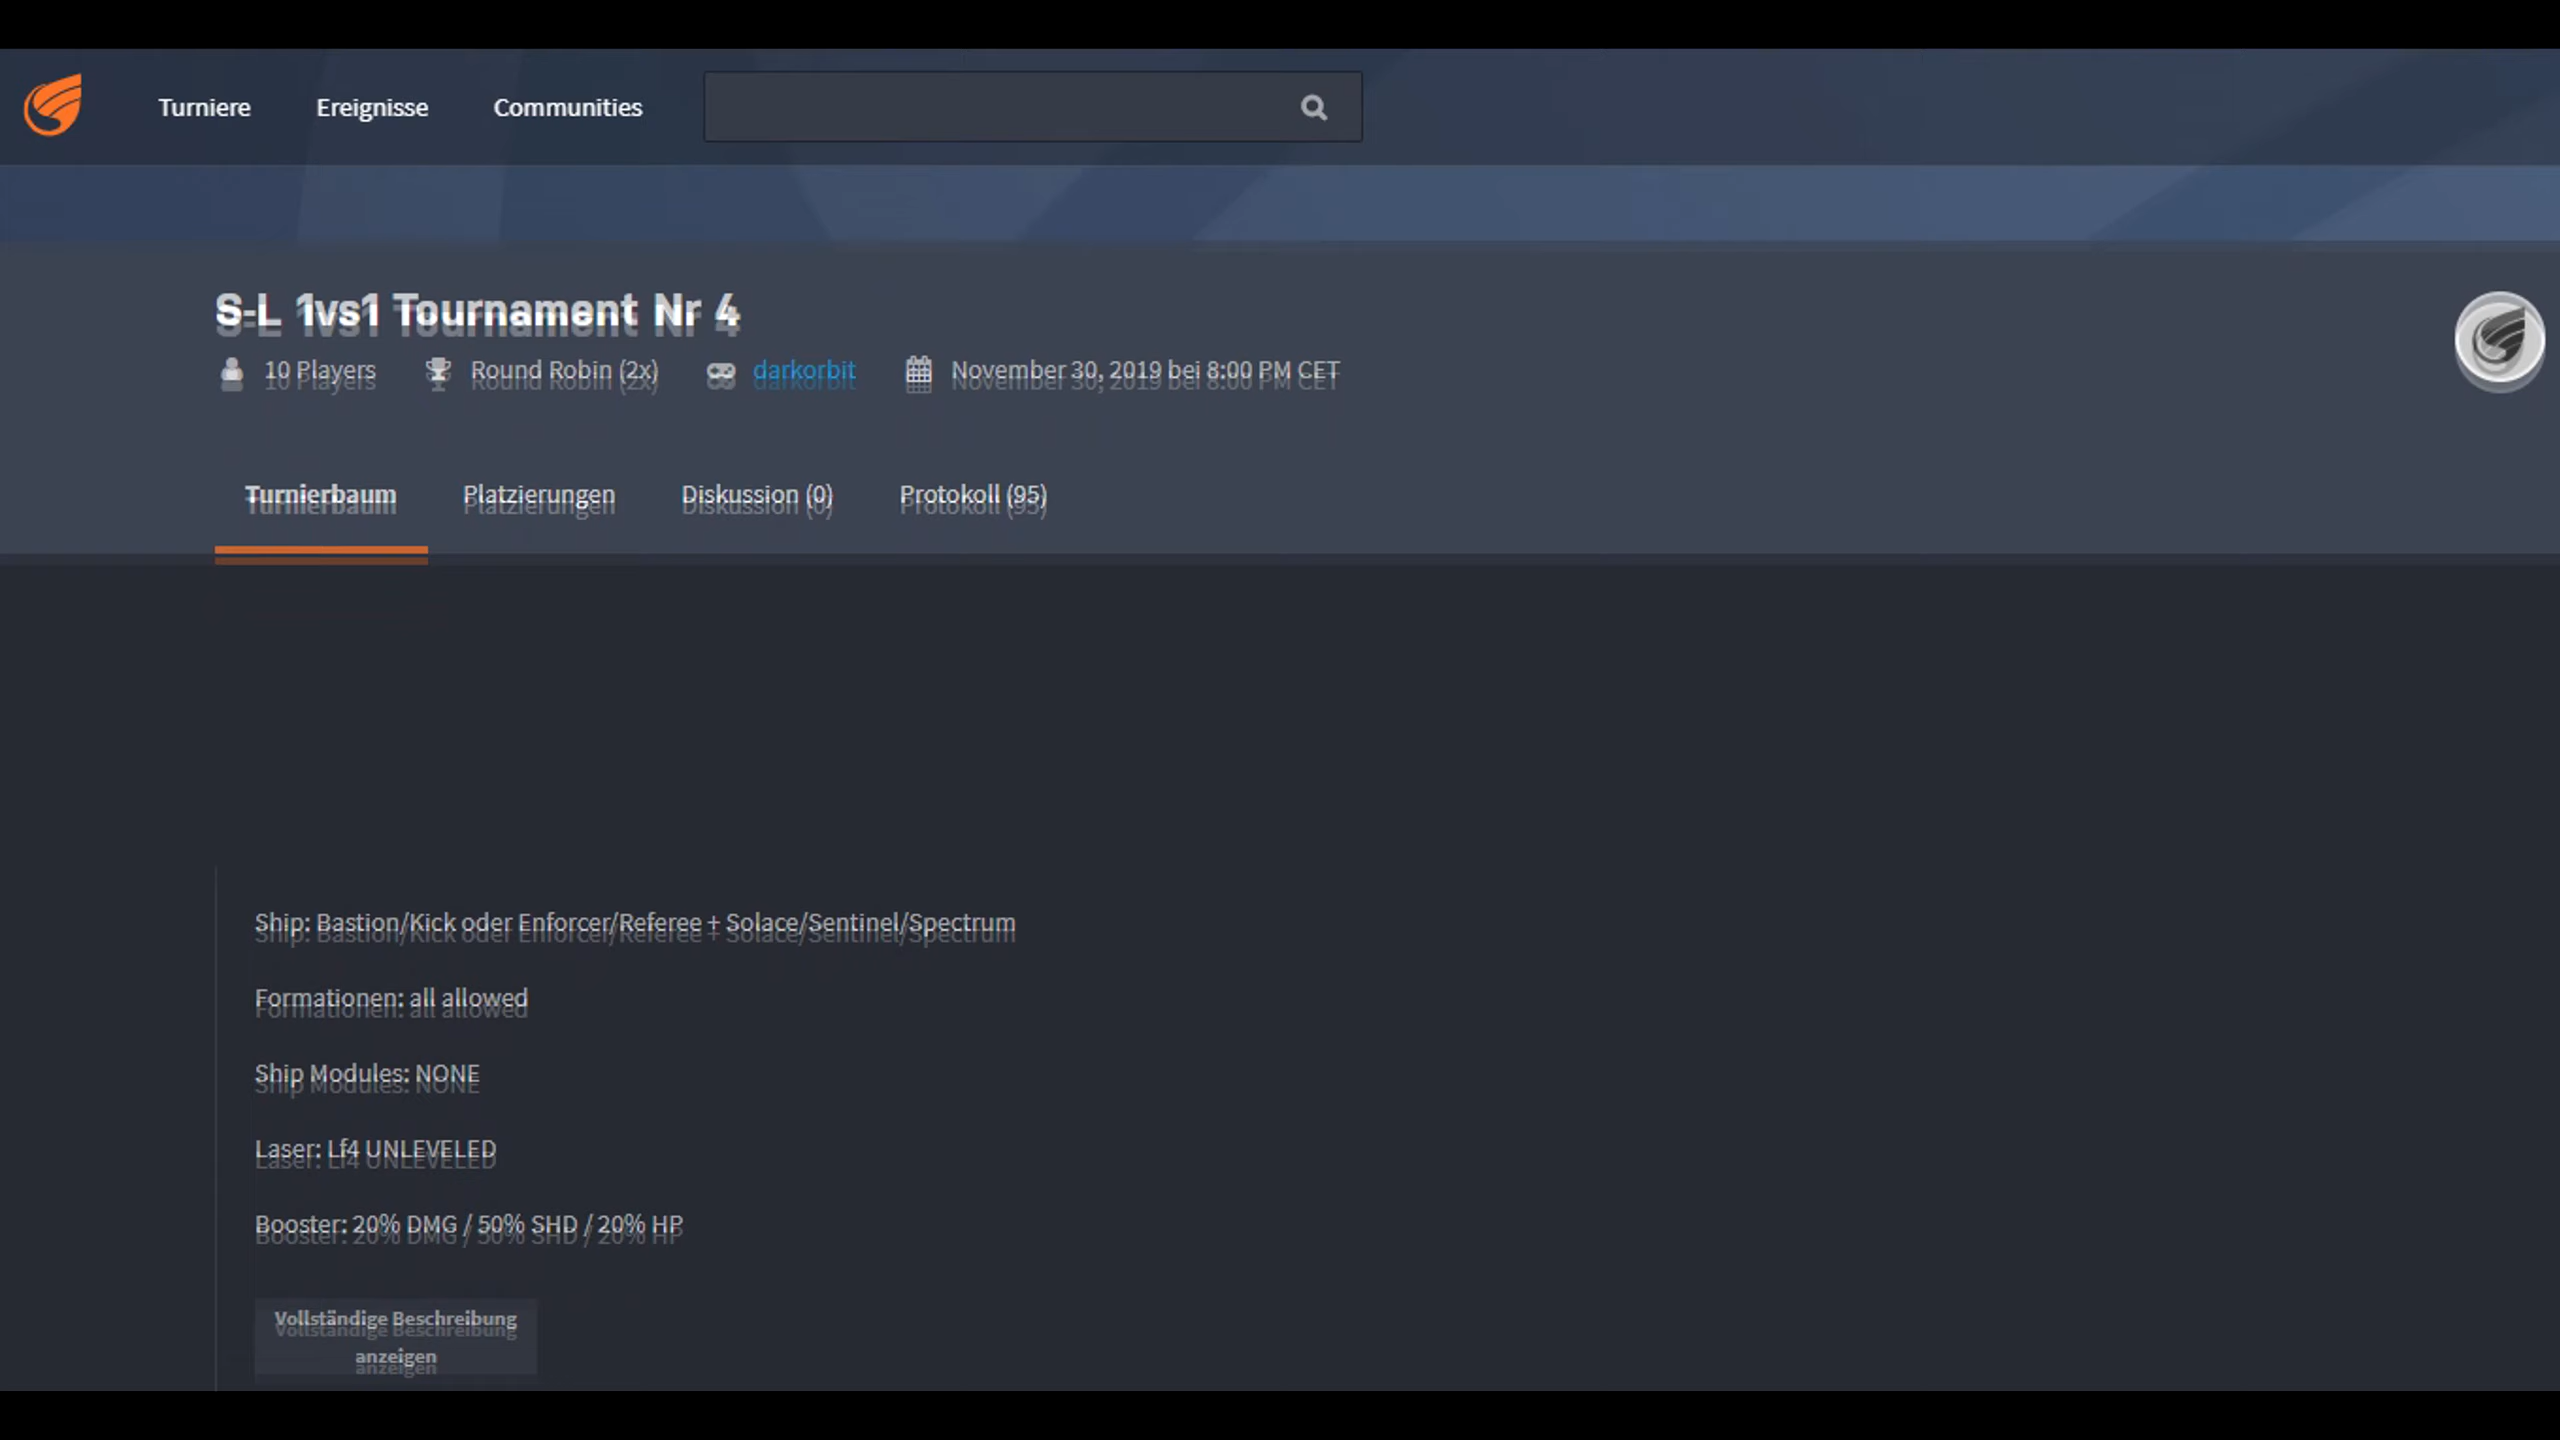 Turniere Ereignisse Communities
S-L 1vs1 Tournament Nr 4
10 Players Round Robin (2x) darkorbit November 30, 2019 bei 8:00 PM CET
Turnierbaum Platzierungen Diskussion (0) Protokoll (95)
Ship: Bastion/Kick oder Enforcer/Referee + Solace/Sentinel/Spectrum
Formationen: all allowed
Ship Modules: NONE
Laser: Lf4 UNLEVELED
Booster: 20% DMG / 50% SHD / 20% HP
Vollständige Beschreibung
anzeigen